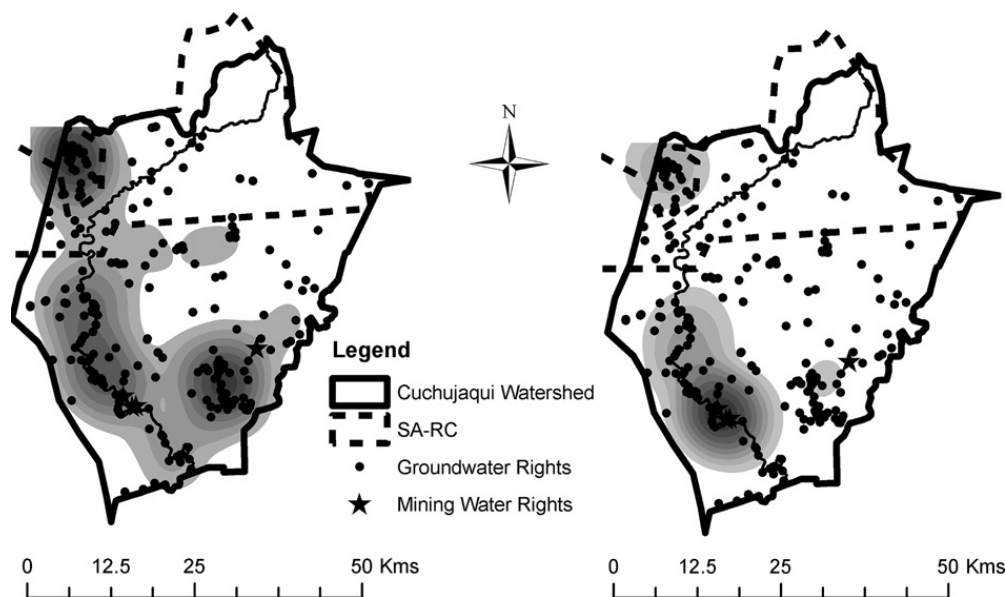 N
Legend
Cuchujaqui Watershed
SA-RC
Groundwater Rights
Mining Water Rights
0 12.5 25 50 Kms
0 12.5 25 50 Kms